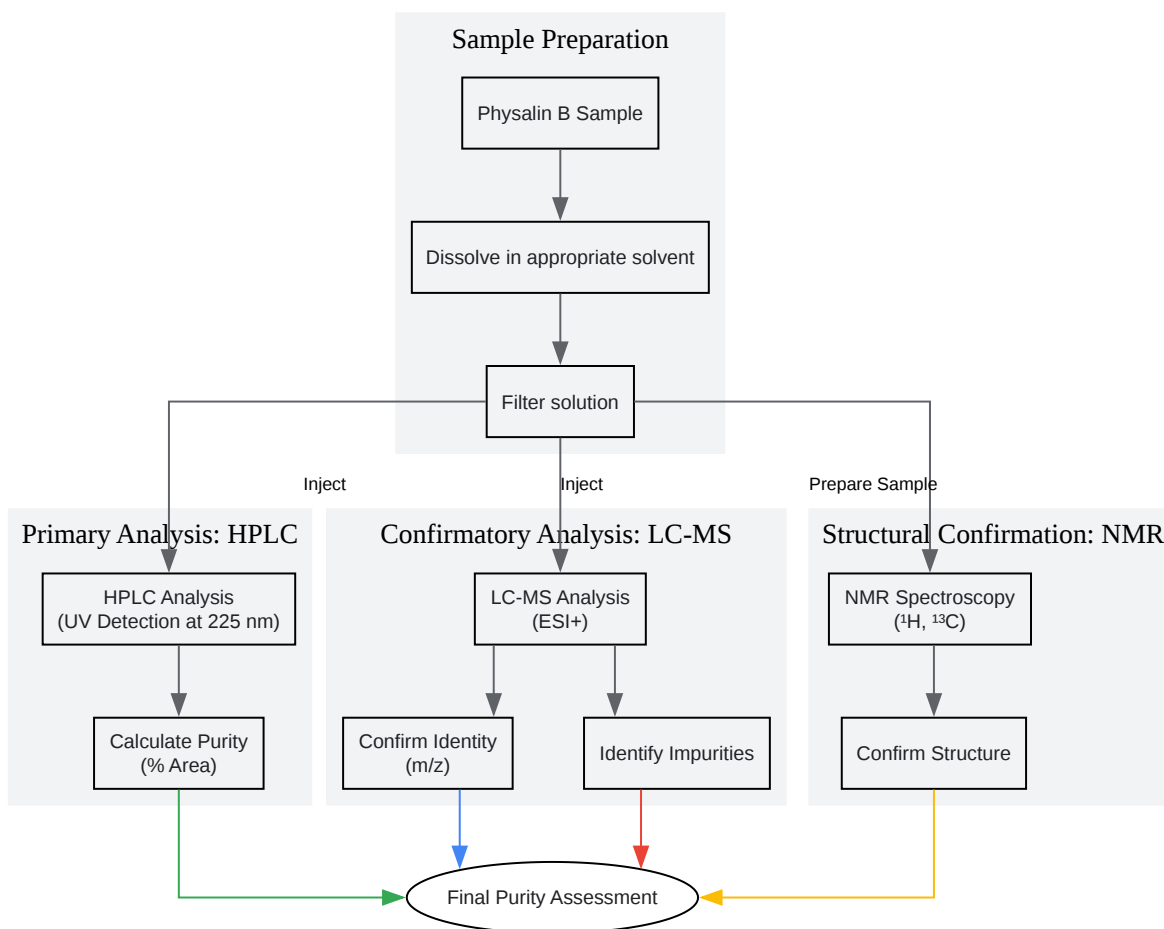 Sample Preparation
Physalin B Sample
Dissolve in appropriate solvent
Filter solution
Inject
Inject
Prepare Sample
Primary Analysis: HPLC
HPLC Analysis
(UV Detection at 225 nm)
Calculate Purity
(% Area)
Confirmatory Analysis: LC-MS
LC-MS Analysis
(ESI+)
Confirm Identity
(m/z)
Identify Impurities
Structural Confirmation: NMR
NMR Spectroscopy
(¹H, ¹³C)
Confirm Structure
Final Purity Assessment